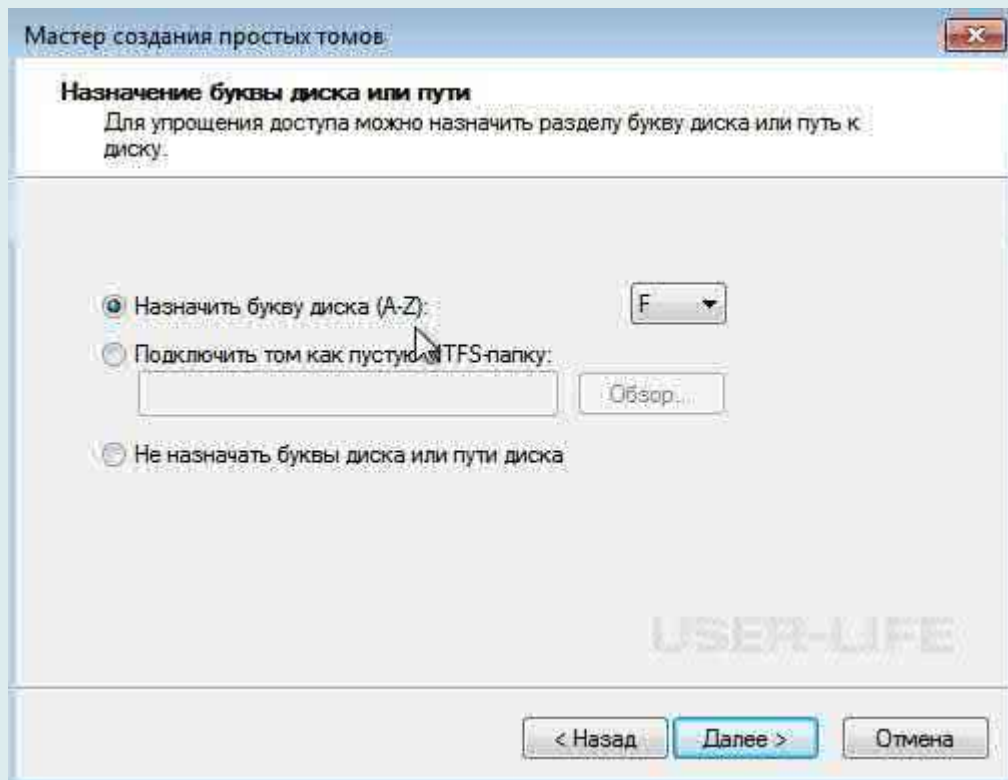 Мастер создания простых томов
Назначение буквы диска или пути
Для упрощения доступа можно назначить разделу букву диска или путь к
диску.
Назначить букву диска (A-Z):
F
Подключить том как пустую NTFS-папку:
Обзор...
Не назначать буквы диска или пути диска
USER-LIFE
< Назад
Далее >
Отмена